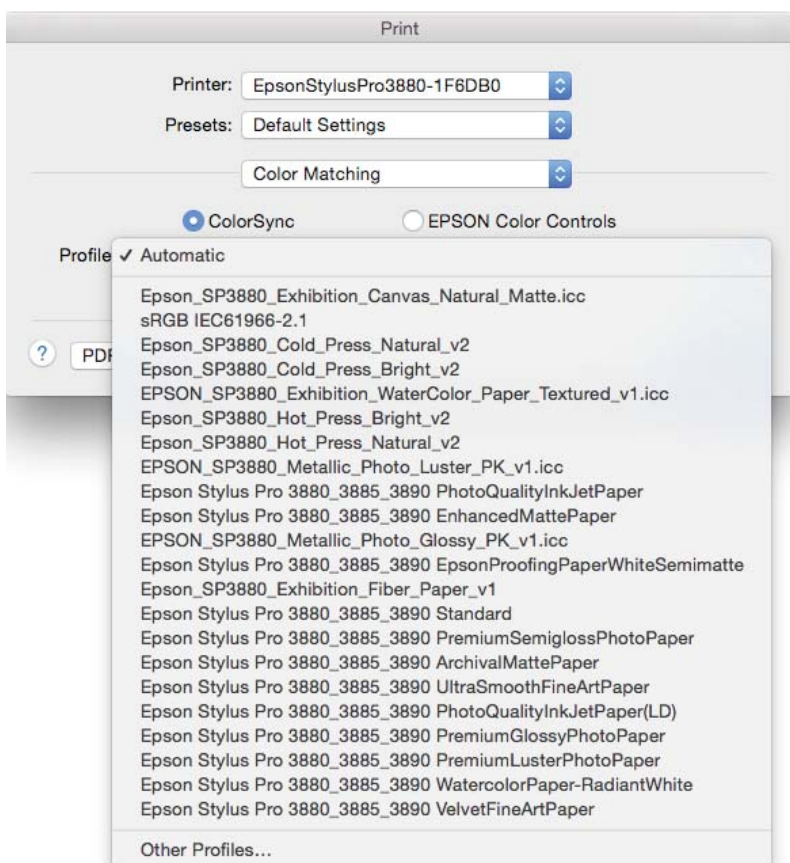 Print
Printer: EpsonStylusPro3880-1F6DB0
Presets: Default Settings
Color Matching
ColorSync EPSON Color Controls
Profile ✓ Automatic
Epson_SP3880_Exhibition_Canvas_Natural_Matte.icc
sRGB IEC61966-2.1
Epson_SP3880_Cold_Press_Natural_v2
Epson_SP3880_Cold_Press_Bright_v2
EPSON_SP3880_Exhibition_WaterColor_Paper_Textured_v1.icc
Epson_SP3880_Hot_Press_Bright_v2
Epson_SP3880_Hot_Press_Natural_v2
? PDF
EPSON_SP3880_Metallic_Photo_Luster_PK_v1.icc
Epson Stylus Pro 3880_3885_3890 PhotoQualityInkJetPaper
Epson Stylus Pro 3880_3885_3890 EnhancedMattePaper
EPSON_SP3880_Metallic_Photo_Glossy_PK_v1.icc
Epson Stylus Pro 3880_3885_3890 EpsonProofingPaperWhiteSemimatte
Epson_SP3880_Exhibition_Fiber_Paper_v1
Epson Stylus Pro 3880_3885_3890 Standard
Epson Stylus Pro 3880_3885_3890 PremiumSemiglossPhotoPaper
Epson Stylus Pro 3880_3885_3890 ArchivalMattePaper
Epson Stylus Pro 3880_3885_3890 UltraSmoothFineArtPaper
Epson Stylus Pro 3880_3885_3890 PhotoQualityInkJetPaper(LD)
Epson Stylus Pro 3880_3885_3890 PremiumGlossyPhotoPaper
Epson Stylus Pro 3880_3885_3890 PremiumLusterPhotoPaper
Epson Stylus Pro 3880_3885_3890 WatercolorPaper-RadiantWhite
Epson Stylus Pro 3880_3885_3890 VelvetFineArtPaper
Other Profiles...